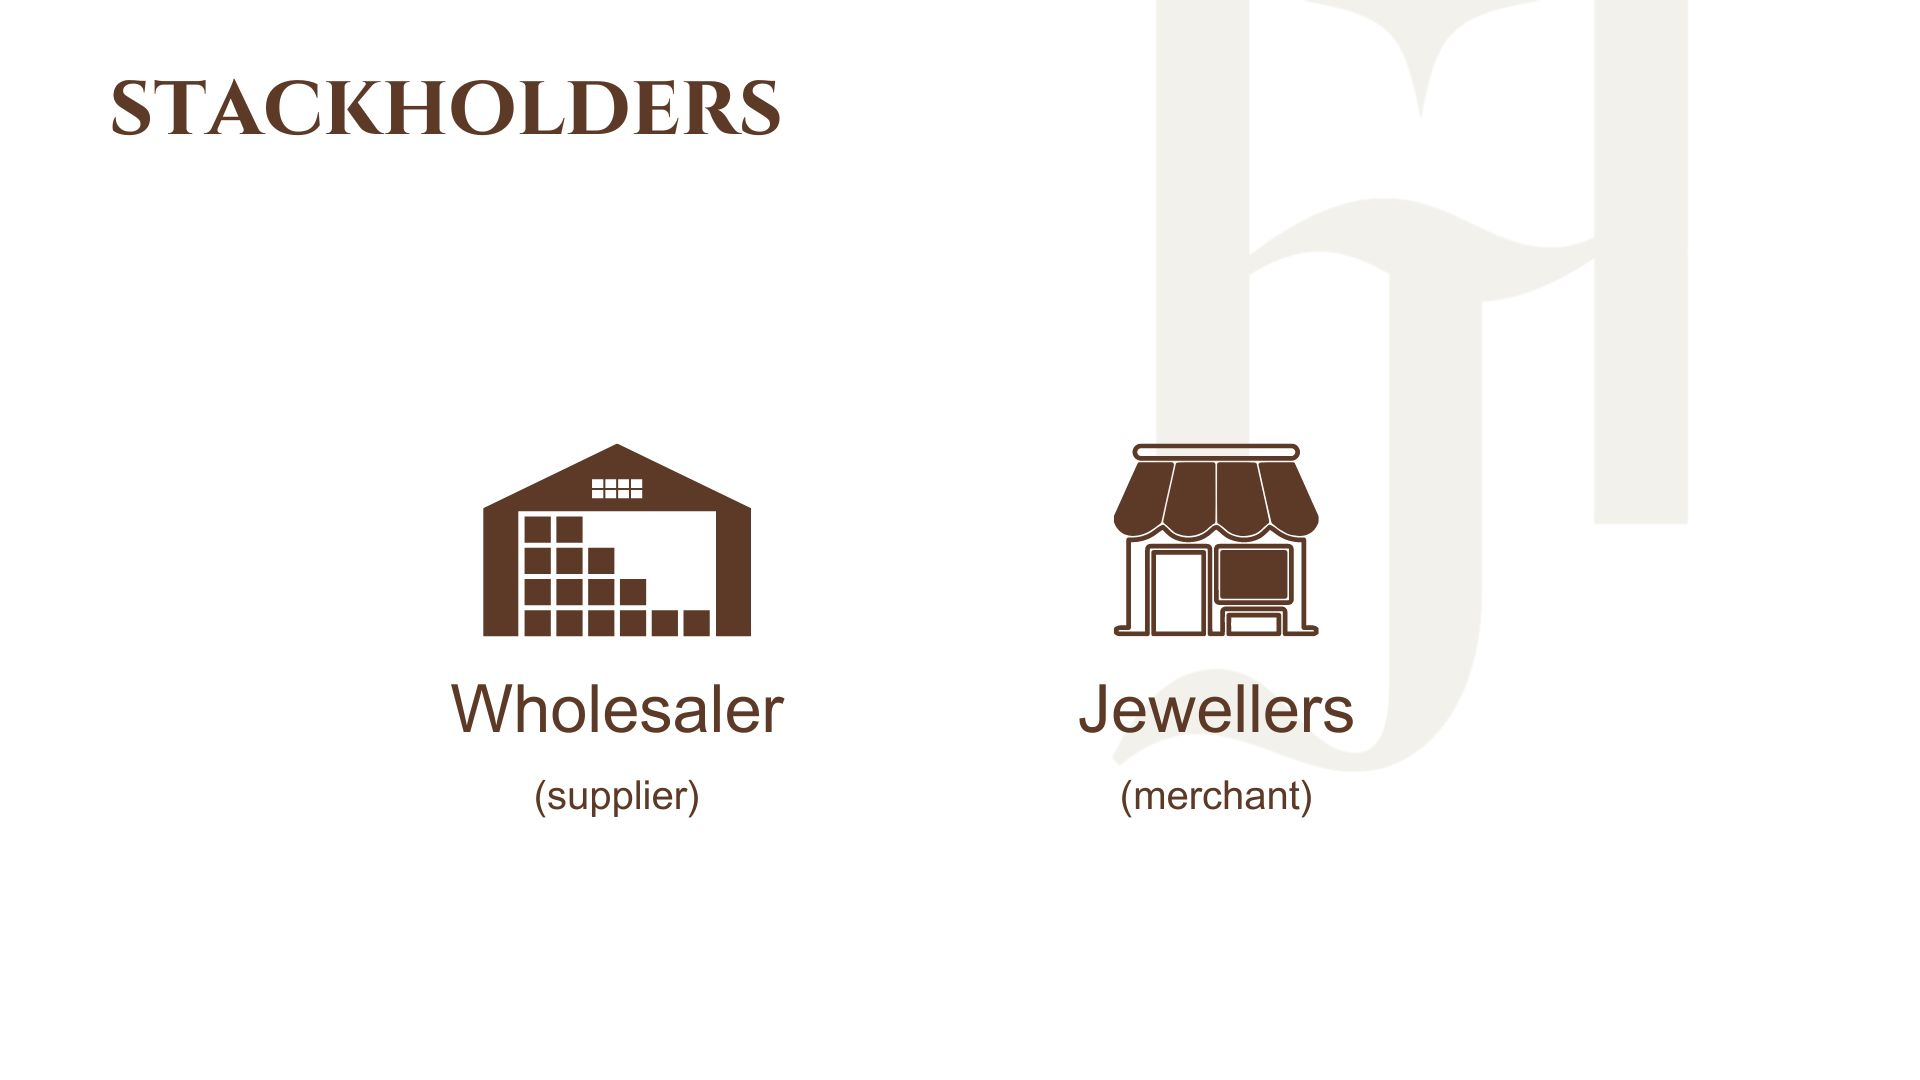 STACKHOLDERS
Wholesaler
(supplier)
Jewellers
(merchant)